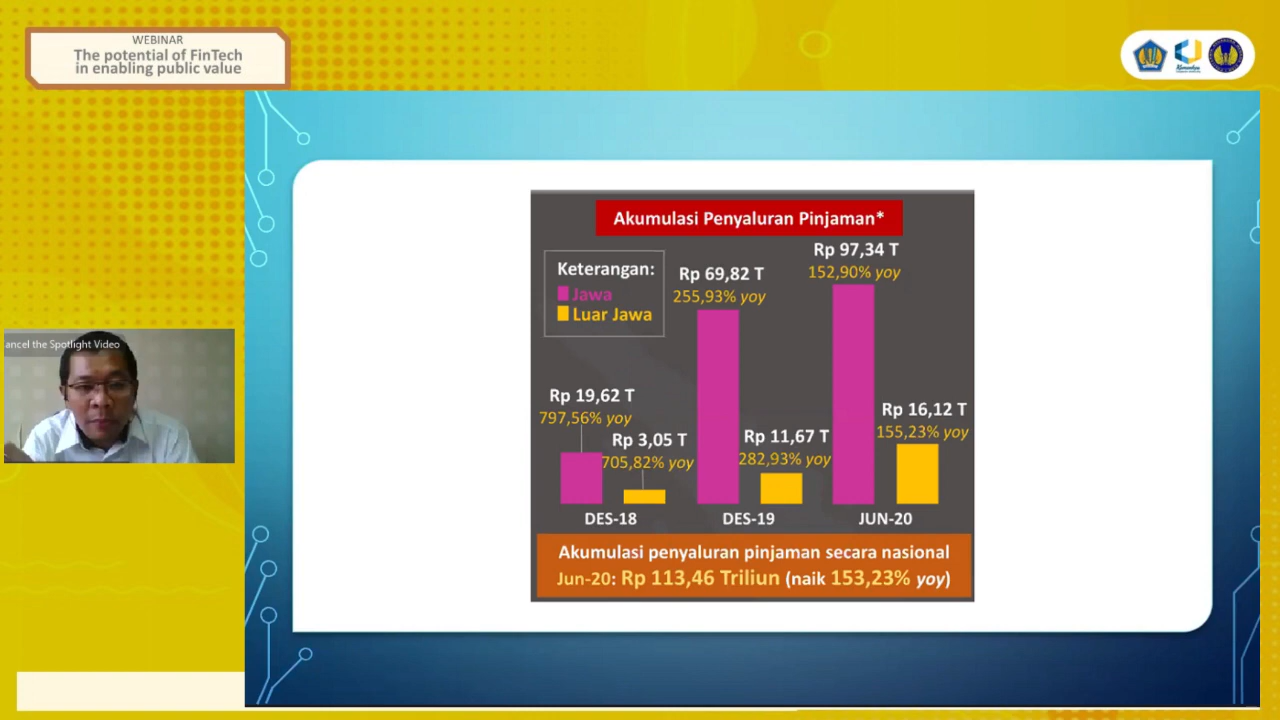 WEBINAR
The potential of FinTech
in enabling public value
ancel the Spotlight Video
Akumulasi Penyaluran Pinjaman*
Keterangan:
Jawa
Luar Jawa
Rp 19,62 T
797,56% yoy
Rp 3,05 T
705,82% yoy
DES-18
Rp 69,82 T
255,93% yoy
Rp 11,67 T
282,93% yoy
DES-19
Rp 97,34 T
152,90% yoy
Rp 16,12 T
155,23% yoy
JUN-20
Akumulasi penyaluran pinjaman secara nasional
Jun-20: Rp 113,46 Triliun (naik 153,23% yoy)